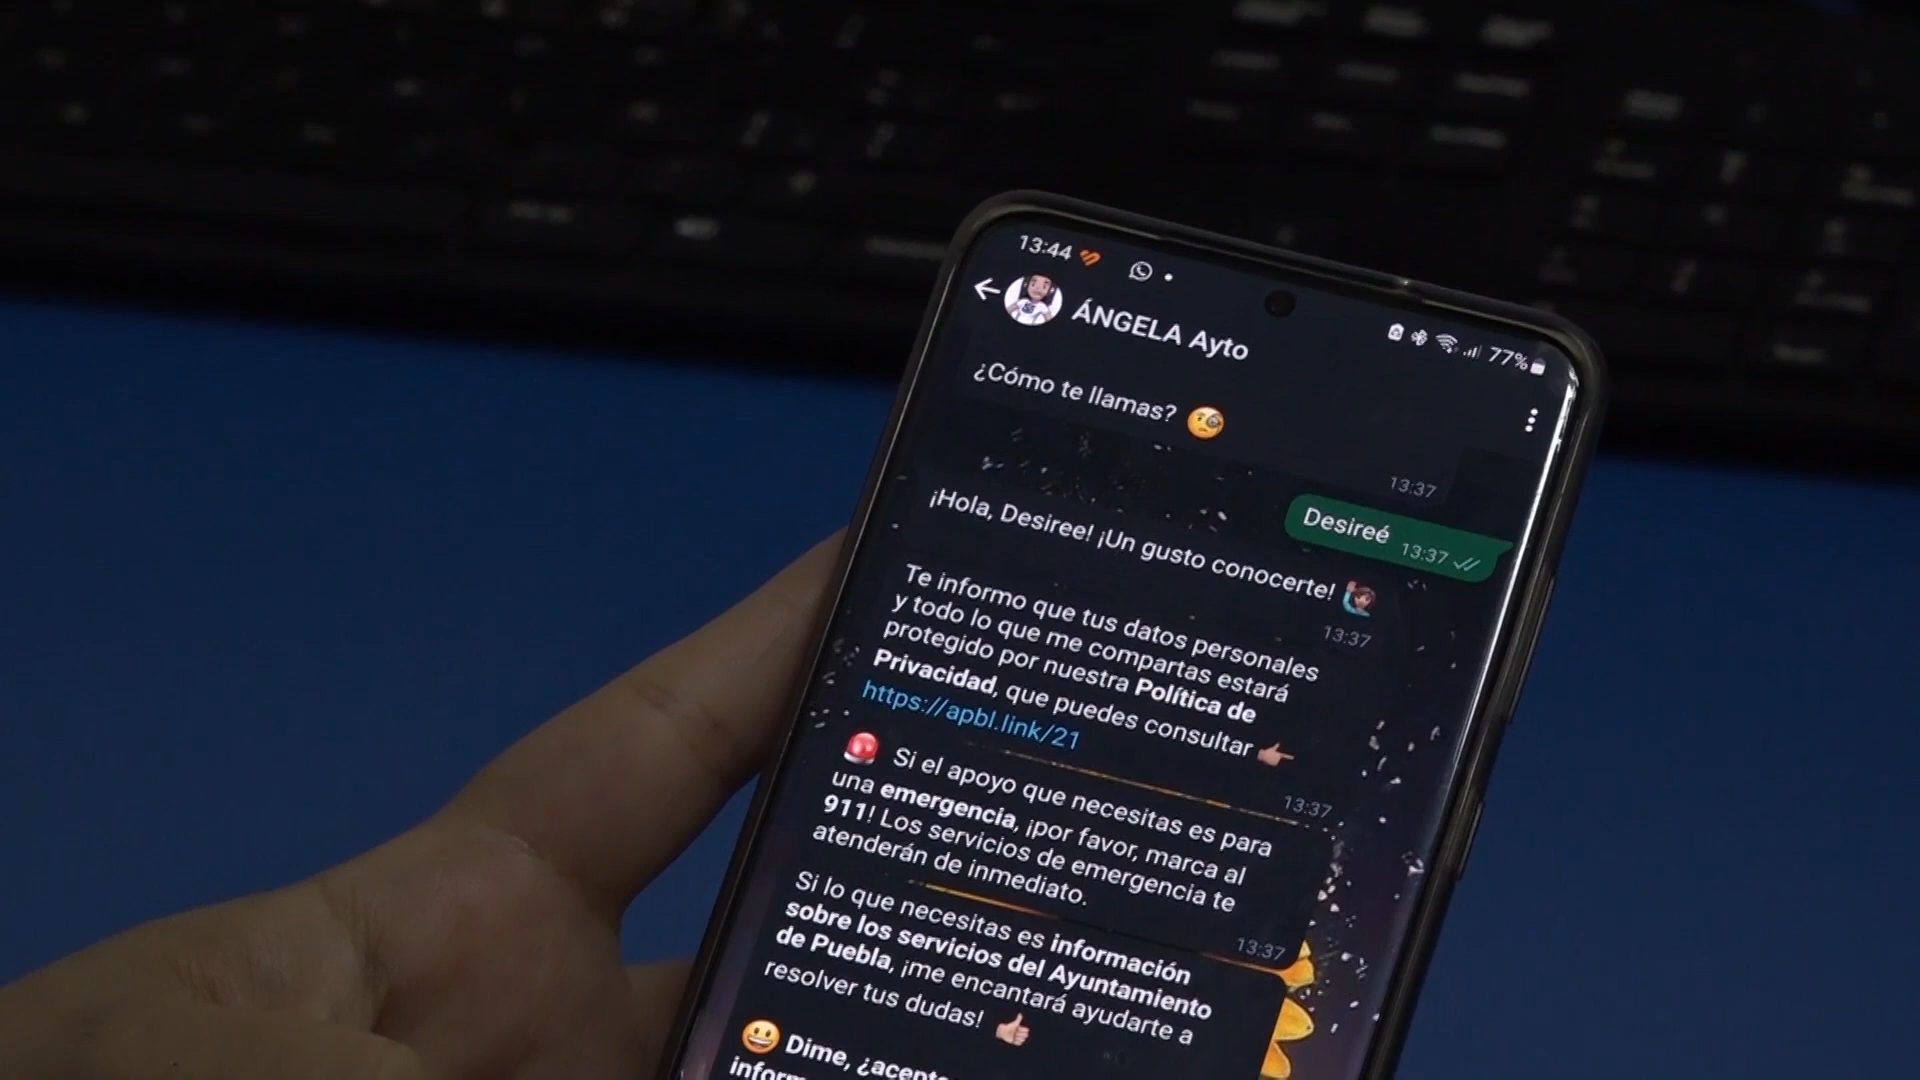 13:44
77%
ÁNGELA Ayto
¿Cómo te llamas? 🧐
13:37
Desireé 13:37
¡Hola, Desiree! ¡Un gusto conocerte! 🙋🏽‍♀️
13:37
Te informo que tus datos personales
y todo lo que me compartas estará
protegido por nuestra Política de
Privacidad, que puedes consultar 👉🏽
https://apbl.link/21
13:37
🚨 Si el apoyo que necesitas es para
una emergencia, ¡por favor, marca al
911! Los servicios de emergencia te
atenderán de inmediato.
13:37
Si lo que necesitas es información
sobre los servicios del Ayuntamiento
de Puebla, ¡me encantará ayudarte a
resolver tus dudas! 👍🏽
😃 Dime, ¿acepta